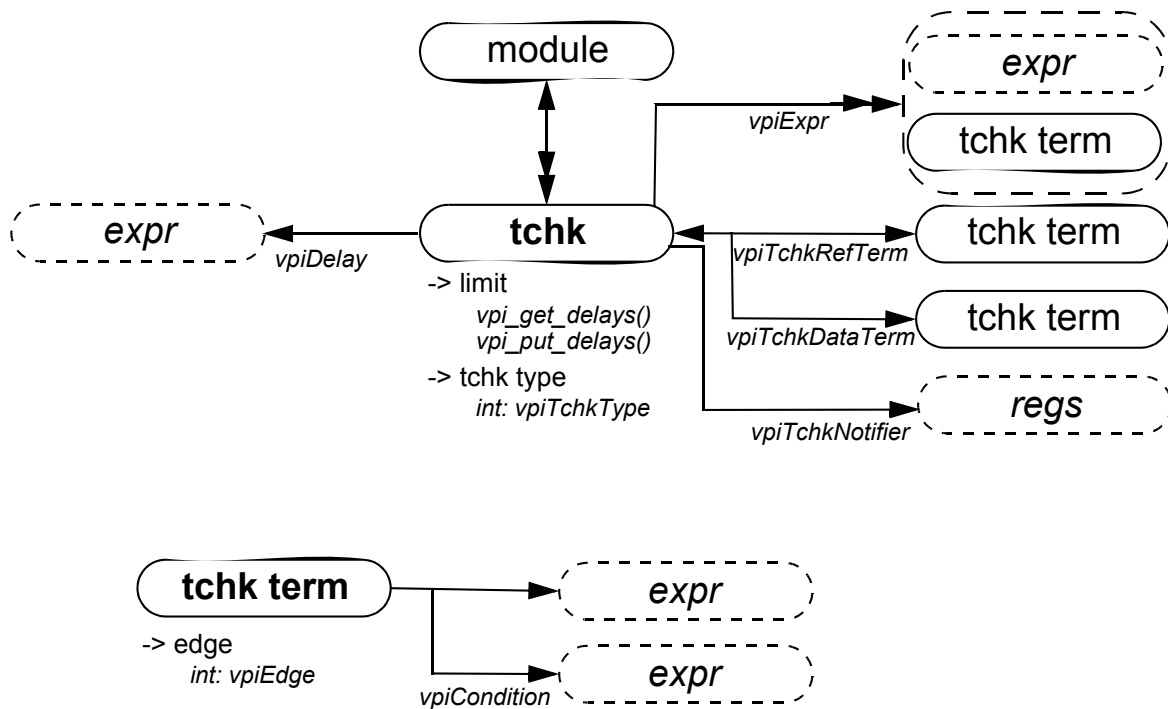 module
expr
vpiExpr
tchk term
expr
vpiDelay
tchk
tchk term
vpiTchkRefTerm
-> limit
vpi_get_delays()
vpi_put_delays()
tchk term
vpiTchkDataTerm
-> tchk type
int: vpiTchkType
regs
vpiTchkNotifier
tchk term
expr
-> edge
int: vpiEdge
expr
vpiCondition